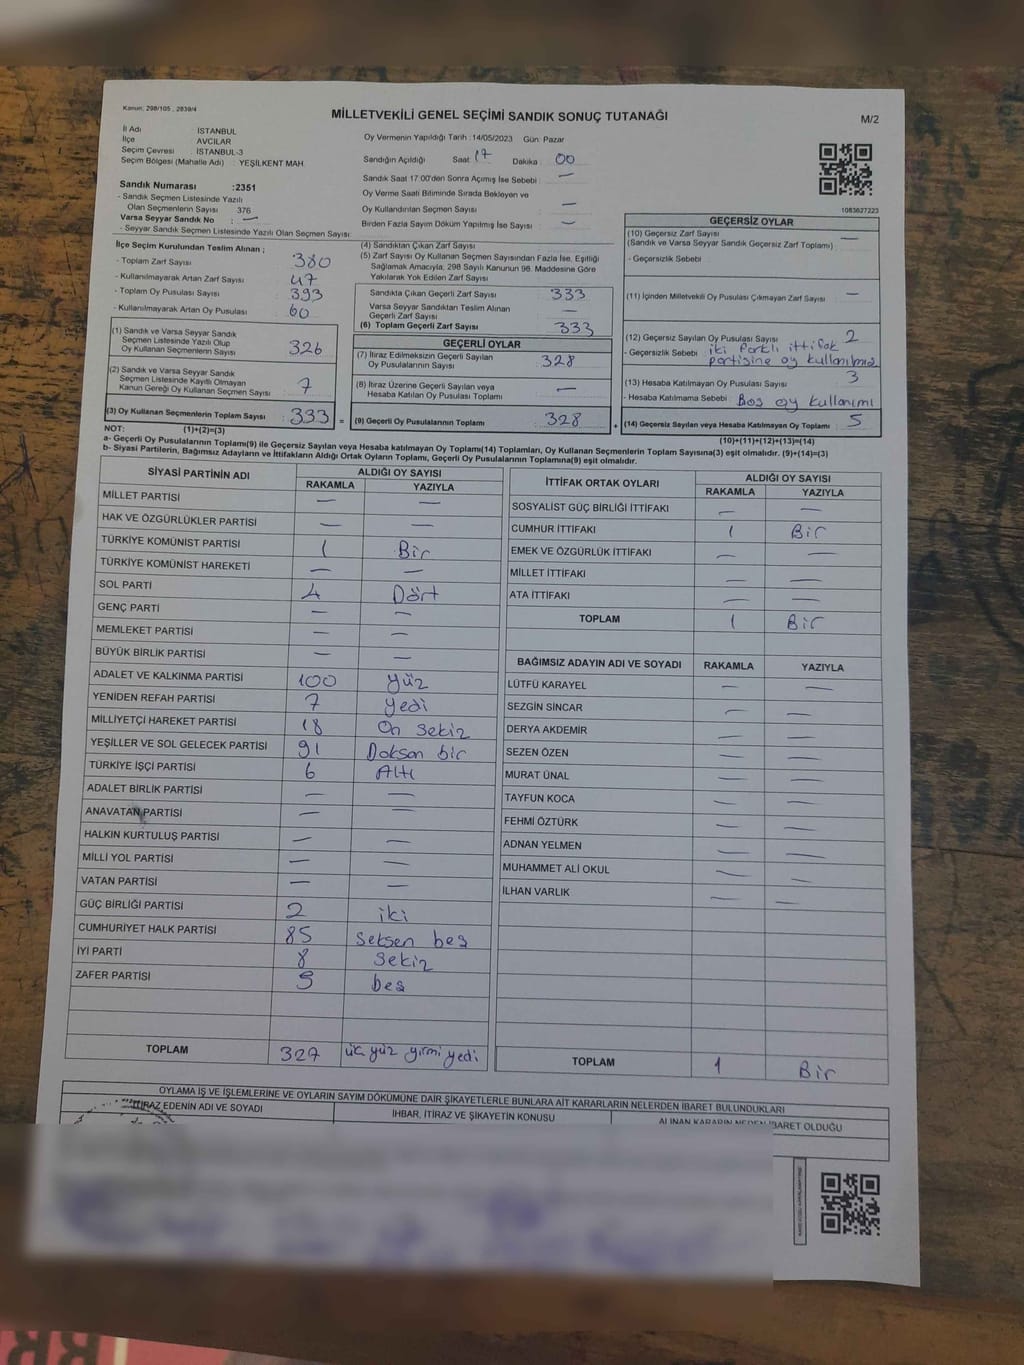 Kanun: 298/105 , 2839/4
MİLLETVEKİLİ GENEL SEÇİMİ SANDIK SONUÇ TUTANAĞI
M/2
İl Adı İSTANBUL
İlçe AVCILAR
Seçim Çevresi İSTANBUL-3
Seçim Bölgesi (Mahalle Adı) : YEŞİLKENT MAH.
Oy Vermenin Yapıldığı Tarih :14/05/2023 Gün: Pazar
Sandığın Açıldığı Saat 17 Dakika : 00
Sandık Saat 17:00'den Sonra Açımış İse Sebebi : —
Oy Verme Saati Bitiminde Sırada Bekleyen ve
Oy Kullandırılan Seçmen Sayısı —
Birden Fazla Sayım Döküm Yapılmış İse Sayısı : —
1083627223
Sandık Numarası :2351
- Sandık Seçmen Listesinde Yazılı
Olan Seçmenlerin Sayısı 376
Varsa Seyyar Sandık No : —
- Seyyar Seçmen Listesinde Yazılı Olan Seçmen Sayısı:
İlçe Seçim Kurulundan Teslim Alınan ;
- Toplam Zarf Sayısı 380
- Kullanılmayarak Artan Zarf Sayısı 47
- Toplam Oy Pusulası Sayısı 393
- Kullanılmayarak Artan Oy Pusulası 60
(1) Sandık ve Varsa Seyyar Sandık
Seçmen Listesinde Yazılı Olup
Oy Kullanan Seçmenlerin Sayısı 326
(2) Sandık ve Varsa Seyyar Sandık
Seçmen Listesinde Kayıtlı Olmayan
Kanun Gereği Oy Kullanan Seçmen Sayısı 7
(3) Oy Kullanan Seçmenlerin Toplam Sayısı 333 =
(1)+(2)=(3)
(4) Sandıktan Çıkan Zarf Sayısı
(5) Zarf Sayısı Oy Kullanan Seçmen Sayısından Fazla İse, Eşitliği
Sağlamak Amacıyla, 298 Sayılı Kanunun 98. Maddesine Göre
Yakılarak Yok Edilen Zarf Sayısı
Sandıkta Çıkan Geçerli Zarf Sayısı 333
Varsa Seyyar Sandıktan Teslim Alınan
Geçerli Zarf Sayısı —
(6) Toplam Geçerli Zarf Sayısı 333
GEÇERLİ OYLAR
(7) İtiraz Edilmeksizin Geçerli Sayılan
Oy Pusulalarının Sayısı 328
(8) İtiraz Üzerine Geçerli Sayılan veya
Hesaba Katılan Oy Pusulası Toplamı —
(9) Geçerli Oy Pusulalarının Toplamı 328 +
GEÇERSİZ OYLAR
(10) Geçersiz Zarf Sayısı —
(Sandık ve Varsa Seyyar Sandık Geçersiz Zarf Toplamı)
- Geçersizlik Sebebi
(11) İçinden Milletvekili Oy Pusulası Çıkmayan Zarf Sayısı —
(12) Geçersiz Sayılan Oy Pusulası Sayısı 2
- Geçersizlik Sebebi iki Farklı ittifak
partisine oy kullanılmış
(13) Hesaba Katılmayan Oy Pusulası Sayısı 3
- Hesaba Katılmama Sebebi Boş oy kullanımı
(14) Geçersiz Sayılan veya Hesaba Katılmayan Oy Toplamı 5
(10)+(11)+(12)+(13)=(14)
NOT:
a- Geçerli Oy Pusulalarının Toplamı(9) ile Geçersiz Sayılan veya Hesaba katılmayan Oy Toplamı(14) Toplamları, Oy Kullanan Seçmenlerin Toplam Sayısına(3) eşit olmalıdır. (9)+(14)=(3)
b- Siyasi Partilerin, Bağımsız Adayların ve İttifakların Aldığı Ortak Oyların Toplamı, Geçerli Oy Pusulalarının Toplamına(9) eşit olmalıdır.
SİYASİ PARTİNİN ADI ALDIĞI OY SAYISI
RAKAMLA YAZIYLA
MİLLET PARTİSİ — —
HAK VE ÖZGÜRLÜKLER PARTİSİ — —
TÜRKİYE KOMÜNİST PARTİSİ 1 Bir
TÜRKİYE KOMÜNİST HAREKETİ — —
SOL PARTİ 4 Dört
GENÇ PARTİ — —
MEMLEKET PARTİSİ — —
BÜYÜK BİRLİK PARTİSİ — —
ADALET VE KALKINMA PARTİSİ 100 yüz
YENİDEN REFAH PARTİSİ 7 yedi
MİLLİYETÇİ HAREKET PARTİSİ 18 On sekiz
YEŞİLLER VE SOL GELECEK PARTİSİ 91 Doksan bir
TÜRKİYE İŞÇİ PARTİSİ 6 Altı
ADALET BİRLİK PARTİSİ — —
ANAVATAN PARTİSİ —
HALKIN KURTULUŞ PARTİSİ — —
MİLLİ YOL PARTİSİ — —
VATAN PARTİSİ — —
GÜÇ BİRLİĞİ PARTİSİ 2 iki
CUMHURİYET HALK PARTİSİ 85 Seksen beş
İYİ PARTİ 8 Sekiz
ZAFER PARTİSİ 5 beş
TOPLAM 327 üç yüz yirmi yedi
İTTİFAK ORTAK OYLARI ALDIĞI OY SAYISI
RAKAMLA YAZIYLA
SOSYALİST GÜÇ BİRLİĞİ İTTİFAKI — —
CUMHUR İTTİFAKI 1 Bir
EMEK VE ÖZGÜRLÜK İTTİFAKI — —
MİLLET İTTİFAKI — —
ATA İTTİFAKI — —
TOPLAM 1 Bir
BAĞIMSIZ ADAYIN ADI VE SOYADI RAKAMLA YAZIYLA
LÜTFÜ KARAYEL — —
SEZGİN SİNCAR — —
DERYA AKDEMİR — —
SEZEN ÖZEN — —
MURAT ÜNAL — —
TAYFUN KOCA — —
FEHMİ ÖZTÜRK — —
ADNAN YELMEN — —
MUHAMMET ALİ OKUL — —
İLHAN VARLIK — —
TOPLAM 1 Bir
OYLAMA İŞ VE İŞLEMLERİNE VE OYLARIN SAYIM DÖKÜMÜNE DAİR ŞİKAYETLERLE BUNLARA AİT KARARLARIN NELERDEN İBARET BULUNDUKLARI
İTİRAZ EDENİN ADI VE SOYADI İHBAR, İTİRAZ VE ŞİKAYETİN KONUSU ALINAN KARARIN NEDEN İBARET OLDUĞU